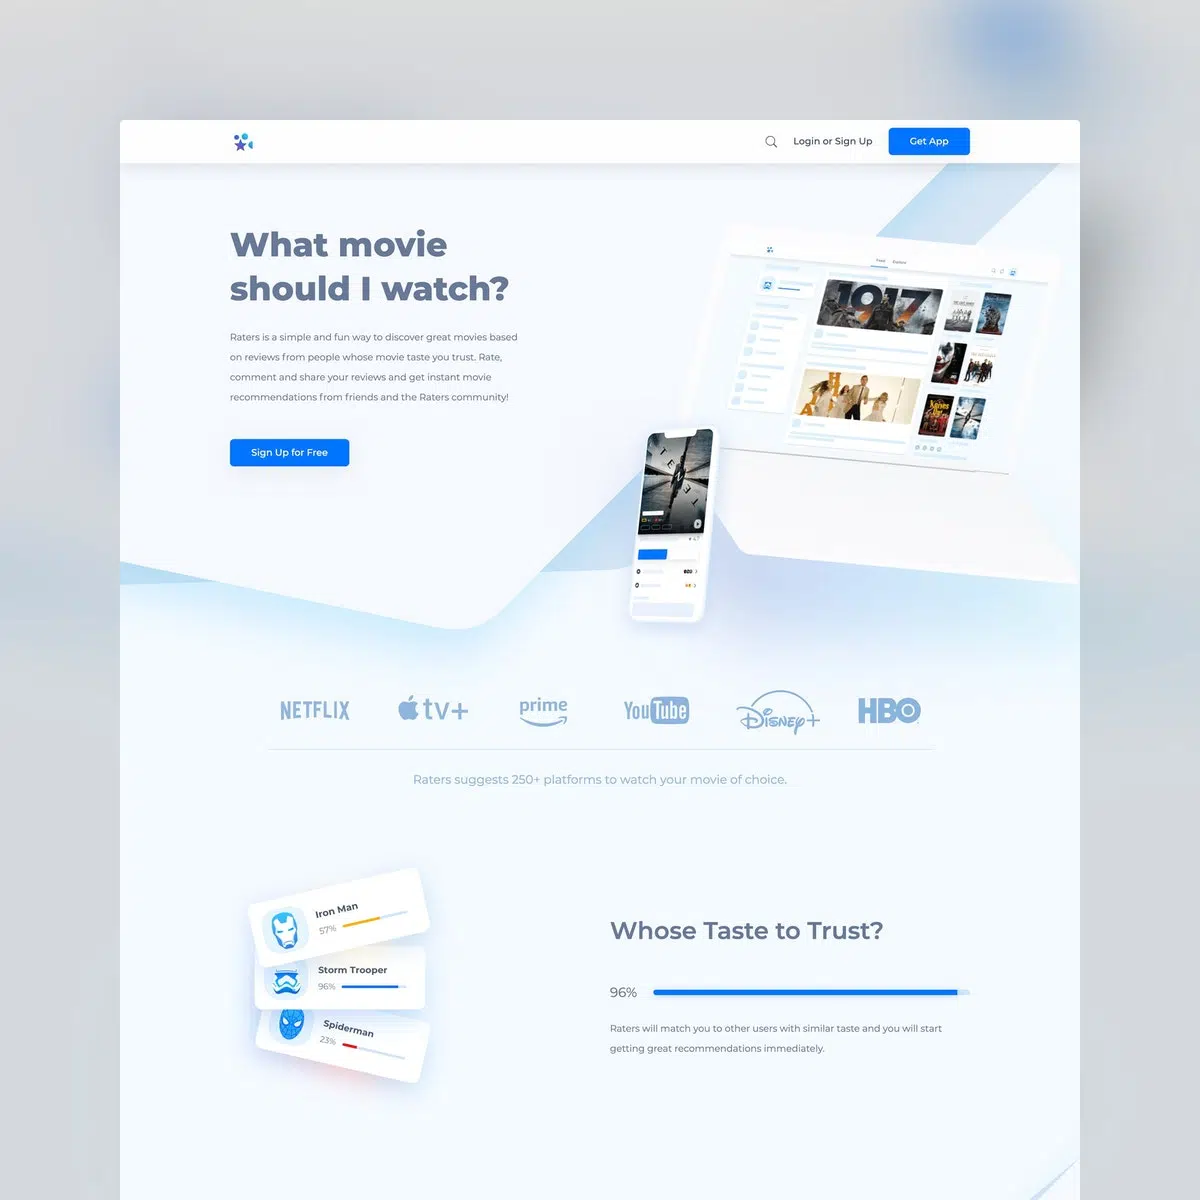 Login or Sign Up
Get App
What movie
should I watch?
Raters is a simple and fun way to discover great movies based
on reviews from people whose movie taste you trust. Rate,
comment and share your reviews and get instant movie
recommendations from friends and the Raters community!
Sign Up for Free
Feed
Explore
1917
TENET
NETFLIX
tv+
prime
YouTube
Disney+
HBO
Raters suggests 250+ platforms to watch your movie of choice.
Iron Man
57%
Storm Trooper
96%
Spiderman
23%
Whose Taste to Trust?
96%
Raters will match you to other users with similar taste and you will start
getting great recommendations immediately.